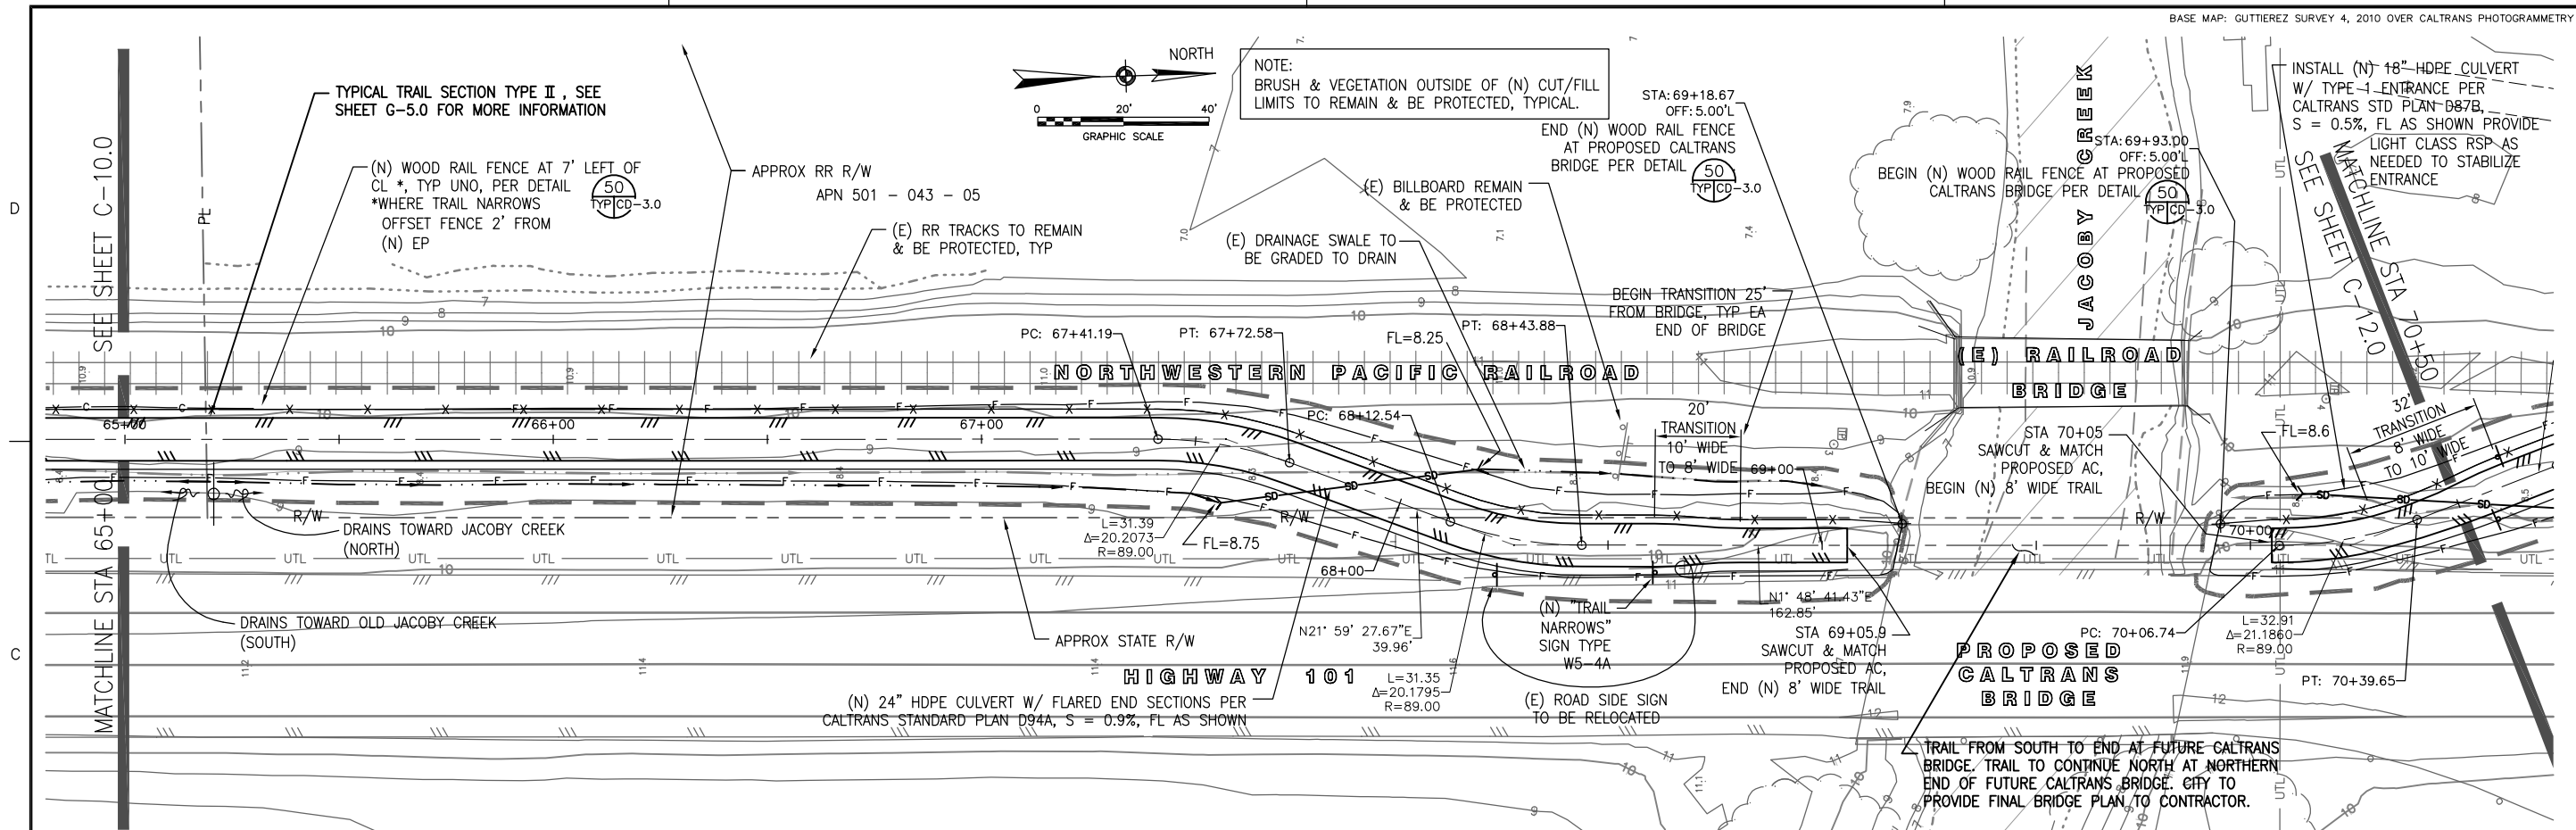 BASE MAP: GUTTIEREZ SURVEY 4, 2010 OVER CALTRANS PHOTOGRAMMETRY
TYPICAL TRAIL SECTION TYPE II , SEE
SHEET G-5.0 FOR MORE INFORMATION
(N) WOOD RAIL FENCE AT 7' LEFT OF
CL *, TYP UNO, PER DETAIL
*WHERE TRAIL NARROWS
OFFSET FENCE 2' FROM
(N) EP
50
TYP CD-3.0
APPROX RR R/W
APN 501 - 043 - 05
(E) RR TRACKS TO REMAIN
& BE PROTECTED, TYP
NORTH
0 20' 40'
GRAPHIC SCALE
NOTE:
BRUSH & VEGETATION OUTSIDE OF (N) CUT/FILL
LIMITS TO REMAIN & BE PROTECTED, TYPICAL.
STA: 69+18.67
OFF: 5.00'L
END (N) WOOD RAIL FENCE
AT PROPOSED CALTRANS
BRIDGE PER DETAIL
50
TYP CD-3.0
(E) BILLBOARD REMAIN
& BE PROTECTED
(E) DRAINAGE SWALE TO
BE GRADED TO DRAIN
BEGIN TRANSITION 25'
FROM BRIDGE, TYP EA
END OF BRIDGE
JACOBY CREEK
STA: 69+93.00
OFF: 5.00'L
BEGIN (N) WOOD RAIL FENCE AT PROPOSED
CALTRANS BRIDGE PER DETAIL
50
TYP CD-3.0
INSTALL (N) 18" HDPE CULVERT
W/ TYPE 1 ENTRANCE PER
CALTRANS STD PLAN D87B,
S = 0.5%, FL AS SHOWN PROVIDE
LIGHT CLASS RSP AS
NEEDED TO STABILIZE
ENTRANCE
MATCHLINE STA 70+50
SEE SHEET C-12.0
SEE SHEET C-10.0
MATCHLINE STA 65+00
D
C
PL
PC: 67+41.19
PT: 67+72.58
FL=8.25
PT: 68+43.88
PC: 68+12.54
NORTHWESTERN PACIFIC RAILROAD
(E) RAILROAD
BRIDGE
20'
TRANSITION
10' WIDE
TO 8' WIDE
69+00
STA 70+05
SAWCUT & MATCH
PROPOSED AC,
BEGIN (N) 8' WIDE TRAIL
FL=8.6
32'
TRANSITION
8' WIDE
TO 10' WIDE
65+00
66+00
67+00
68+00
70+00
R/W
R/W
R/W
DRAINS TOWARD JACOBY CREEK
(NORTH)
DRAINS TOWARD OLD JACOBY CREEK
(SOUTH)
L=31.39
Δ=20.2073
R=89.00
FL=8.75
APPROX STATE R/W
N21° 59' 27.67"E
39.96'
L=31.35
Δ=20.1795
R=89.00
HIGHWAY 101
(N) 24" HDPE CULVERT W/ FLARED END SECTIONS PER
CALTRANS STANDARD PLAN D94A, S = 0.9%, FL AS SHOWN
(N) "TRAIL
NARROWS"
SIGN TYPE
W5-4A
(E) ROAD SIDE SIGN
TO BE RELOCATED
N1° 48' 41.43"E
162.85'
STA 69+05.9
SAWCUT & MATCH
PROPOSED AC,
END (N) 8' WIDE TRAIL
PROPOSED
CALTRANS
BRIDGE
PC: 70+06.74
L=32.91
Δ=21.1860
R=89.00
PT: 70+39.65
TRAIL FROM SOUTH TO END AT FUTURE CALTRANS
BRIDGE. TRAIL TO CONTINUE NORTH AT NORTHERN
END OF FUTURE CALTRANS BRIDGE. CITY TO
PROVIDE FINAL BRIDGE PLAN TO CONTRACTOR.